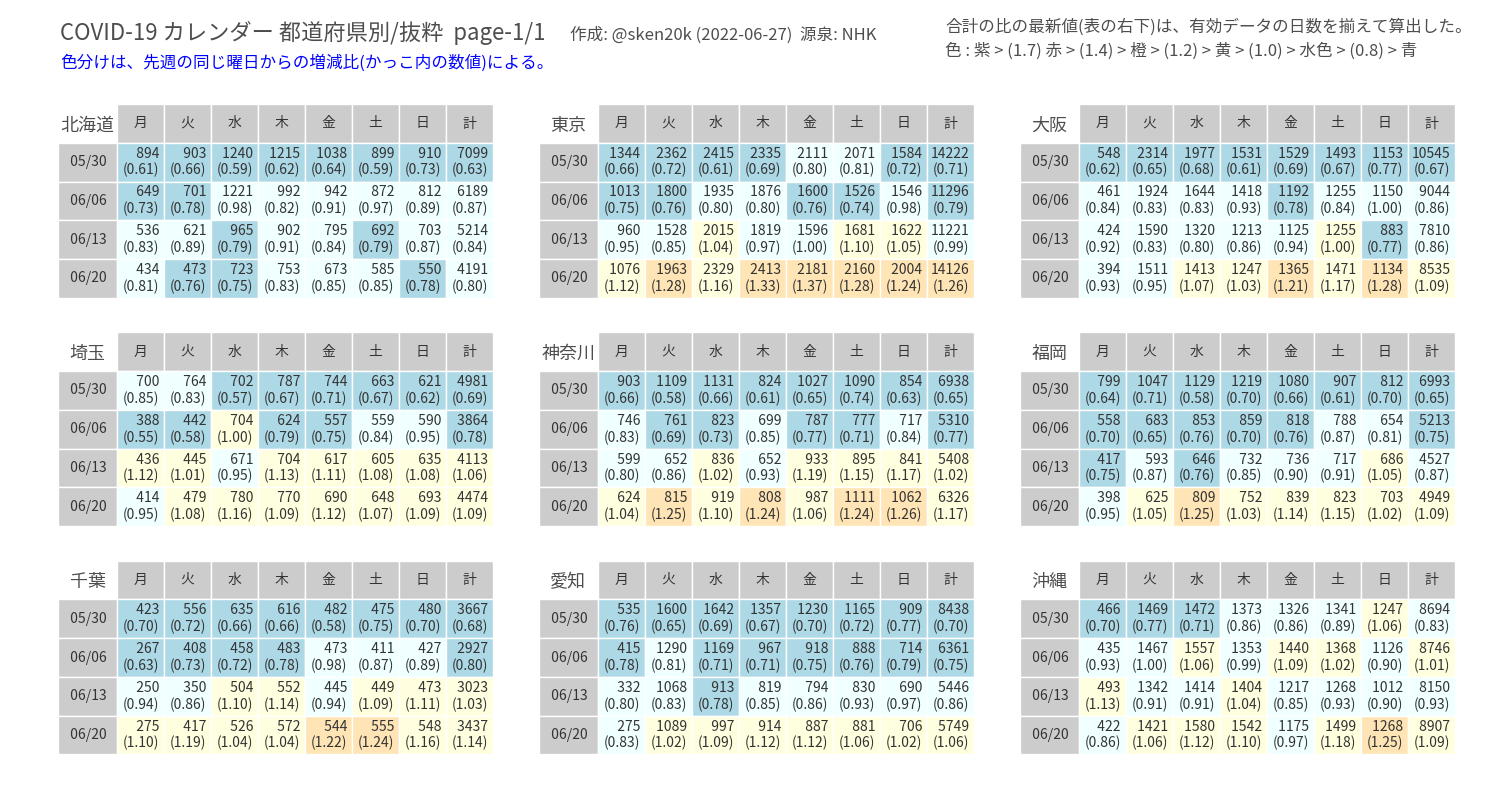 COVID-19 カレンダー 都道府県別/抜粋 page-1/1 作成: @sken20k (2022-06-27) 源泉: NHK
色分けは、先週の同じ曜日からの増減比(かっこ内の数値)による。
合計の比の最新値(表の右下)は、有効データの日数を揃えて算出した。
色 : 紫 > (1.7) 赤 > (1.4) > 橙 > (1.2) > 黄 > (1.0) > 水色 > (0.8) > 青
北海道 月 火 水 木 金 土 日 計
05/30 894 903 1240 1215 1038 899 910 7099
(0.61) (0.66) (0.59) (0.62) (0.64) (0.59) (0.73) (0.63)
06/06 649 701 1221 992 942 872 812 6189
(0.73) (0.78) (0.98) (0.82) (0.91) (0.97) (0.89) (0.87)
06/13 536 621 965 902 795 692 703 5214
(0.83) (0.89) (0.79) (0.91) (0.84) (0.79) (0.87) (0.84)
06/20 434 473 723 753 673 585 550 4191
(0.81) (0.76) (0.75) (0.83) (0.85) (0.85) (0.78) (0.80)
東京 月 火 水 木 金 土 日 計
05/30 1344 2362 2415 2335 2111 2071 1584 14222
(0.66) (0.72) (0.61) (0.69) (0.80) (0.81) (0.72) (0.71)
06/06 1013 1800 1935 1876 1600 1526 1546 11296
(0.75) (0.76) (0.80) (0.80) (0.76) (0.74) (0.98) (0.79)
06/13 960 1528 2015 1819 1596 1681 1622 11221
(0.95) (0.85) (1.04) (0.97) (1.00) (1.10) (1.05) (0.99)
06/20 1076 1963 2329 2413 2181 2160 2004 14126
(1.12) (1.28) (1.16) (1.33) (1.37) (1.28) (1.24) (1.26)
大阪 月 火 水 木 金 土 日 計
05/30 548 2314 1977 1531 1529 1493 1153 10545
(0.62) (0.65) (0.68) (0.61) (0.69) (0.67) (0.77) (0.67)
06/06 461 1924 1644 1418 1192 1255 1150 9044
(0.84) (0.83) (0.83) (0.93) (0.78) (0.84) (1.00) (0.86)
06/13 424 1590 1320 1213 1125 1255 883 7810
(0.92) (0.83) (0.80) (0.86) (0.94) (1.00) (0.77) (0.86)
06/20 394 1511 1413 1247 1365 1471 1134 8535
(0.93) (0.95) (1.07) (1.03) (1.21) (1.17) (1.28) (1.09)
埼玉 月 火 水 木 金 土 日 計
05/30 700 764 702 787 744 663 621 4981
(0.85) (0.83) (0.57) (0.67) (0.71) (0.67) (0.62) (0.69)
06/06 388 442 704 624 557 559 590 3864
(0.55) (0.58) (1.00) (0.79) (0.75) (0.84) (0.95) (0.78)
06/13 436 445 671 704 617 605 635 4113
(1.12) (1.01) (0.95) (1.13) (1.11) (1.08) (1.08) (1.06)
06/20 414 479 780 770 690 648 693 4474
(0.95) (1.08) (1.16) (1.09) (1.12) (1.07) (1.09) (1.09)
神奈川 月 火 水 木 金 土 日 計
05/30 903 1109 1131 824 1027 1090 854 6938
(0.66) (0.58) (0.66) (0.61) (0.65) (0.74) (0.63) (0.65)
06/06 746 761 823 699 787 777 717 5310
(0.83) (0.69) (0.73) (0.85) (0.77) (0.71) (0.84) (0.77)
06/13 599 652 836 652 933 895 841 5408
(0.80) (0.86) (1.02) (0.93) (1.19) (1.15) (1.17) (1.02)
06/20 624 815 919 808 987 1111 1062 6326
(1.04) (1.25) (1.10) (1.24) (1.06) (1.24) (1.26) (1.17)
福岡 月 火 水 木 金 土 日 計
05/30 799 1047 1129 1219 1080 907 812 6993
(0.64) (0.71) (0.58) (0.70) (0.66) (0.61) (0.70) (0.65)
06/06 558 683 853 859 818 788 654 5213
(0.70) (0.65) (0.76) (0.70) (0.76) (0.87) (0.81) (0.75)
06/13 417 593 646 732 736 717 686 4527
(0.75) (0.87) (0.76) (0.85) (0.90) (0.91) (1.05) (0.87)
06/20 398 625 809 752 839 823 703 4949
(0.95) (1.05) (1.25) (1.03) (1.14) (1.15) (1.02) (1.09)
千葉 月 火 水 木 金 土 日 計
05/30 423 556 635 616 482 475 480 3667
(0.70) (0.72) (0.66) (0.66) (0.58) (0.75) (0.70) (0.68)
06/06 267 408 458 483 473 411 427 2927
(0.63) (0.73) (0.72) (0.78) (0.98) (0.87) (0.89) (0.80)
06/13 250 350 504 552 445 449 473 3023
(0.94) (0.86) (1.10) (1.14) (0.94) (1.09) (1.11) (1.03)
06/20 275 417 526 572 544 555 548 3437
(1.10) (1.19) (1.04) (1.04) (1.22) (1.24) (1.16) (1.14)
愛知 月 火 水 木 金 土 日 計
05/30 535 1600 1642 1357 1230 1165 909 8438
(0.76) (0.65) (0.69) (0.67) (0.70) (0.72) (0.77) (0.70)
06/06 415 1290 1169 967 918 888 714 6361
(0.78) (0.81) (0.71) (0.71) (0.75) (0.76) (0.79) (0.75)
06/13 332 1068 913 819 794 830 690 5446
(0.80) (0.83) (0.78) (0.85) (0.86) (0.93) (0.97) (0.86)
06/20 275 1089 997 914 887 881 706 5749
(0.83) (1.02) (1.09) (1.12) (1.12) (1.06) (1.02) (1.06)
沖縄 月 火 水 木 金 土 日 計
05/30 466 1469 1472 1373 1326 1341 1247 8694
(0.70) (0.77) (0.71) (0.86) (0.86) (0.89) (1.06) (0.83)
06/06 435 1467 1557 1353 1440 1368 1126 8746
(0.93) (1.00) (1.06) (0.99) (1.09) (1.02) (0.90) (1.01)
06/13 493 1342 1414 1404 1217 1268 1012 8150
(1.13) (0.91) (0.91) (1.04) (0.85) (0.93) (0.90) (0.93)
06/20 422 1421 1580 1542 1175 1499 1268 8907
(0.86) (1.06) (1.12) (1.10) (0.97) (1.18) (1.25) (1.09)